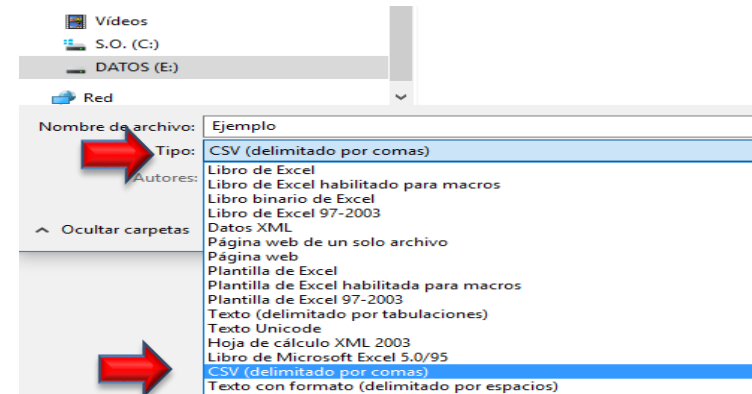 Vídeos
S.O. (C:)
DATOS (E:)
Red
Nombre de archivo: Ejemplo
Tipo: CSV (delimitado por comas)
Autores:
Libro de Excel
Libro de Excel habilitado para macros
Libro binario de Excel
Libro de Excel 97-2003
Ocultar carpetas
Datos XML
Página web de un solo archivo
Página web
Plantilla de Excel
Plantilla de Excel habilitada para macros
Plantilla de Excel 97-2003
Texto (delimitado por tabulaciones)
Texto Unicode
Hoja de cálculo XML 2003
Libro de Microsoft Excel 5.0/95
CSV (delimitado por comas)
Texto con formato (delimitado por espacios)